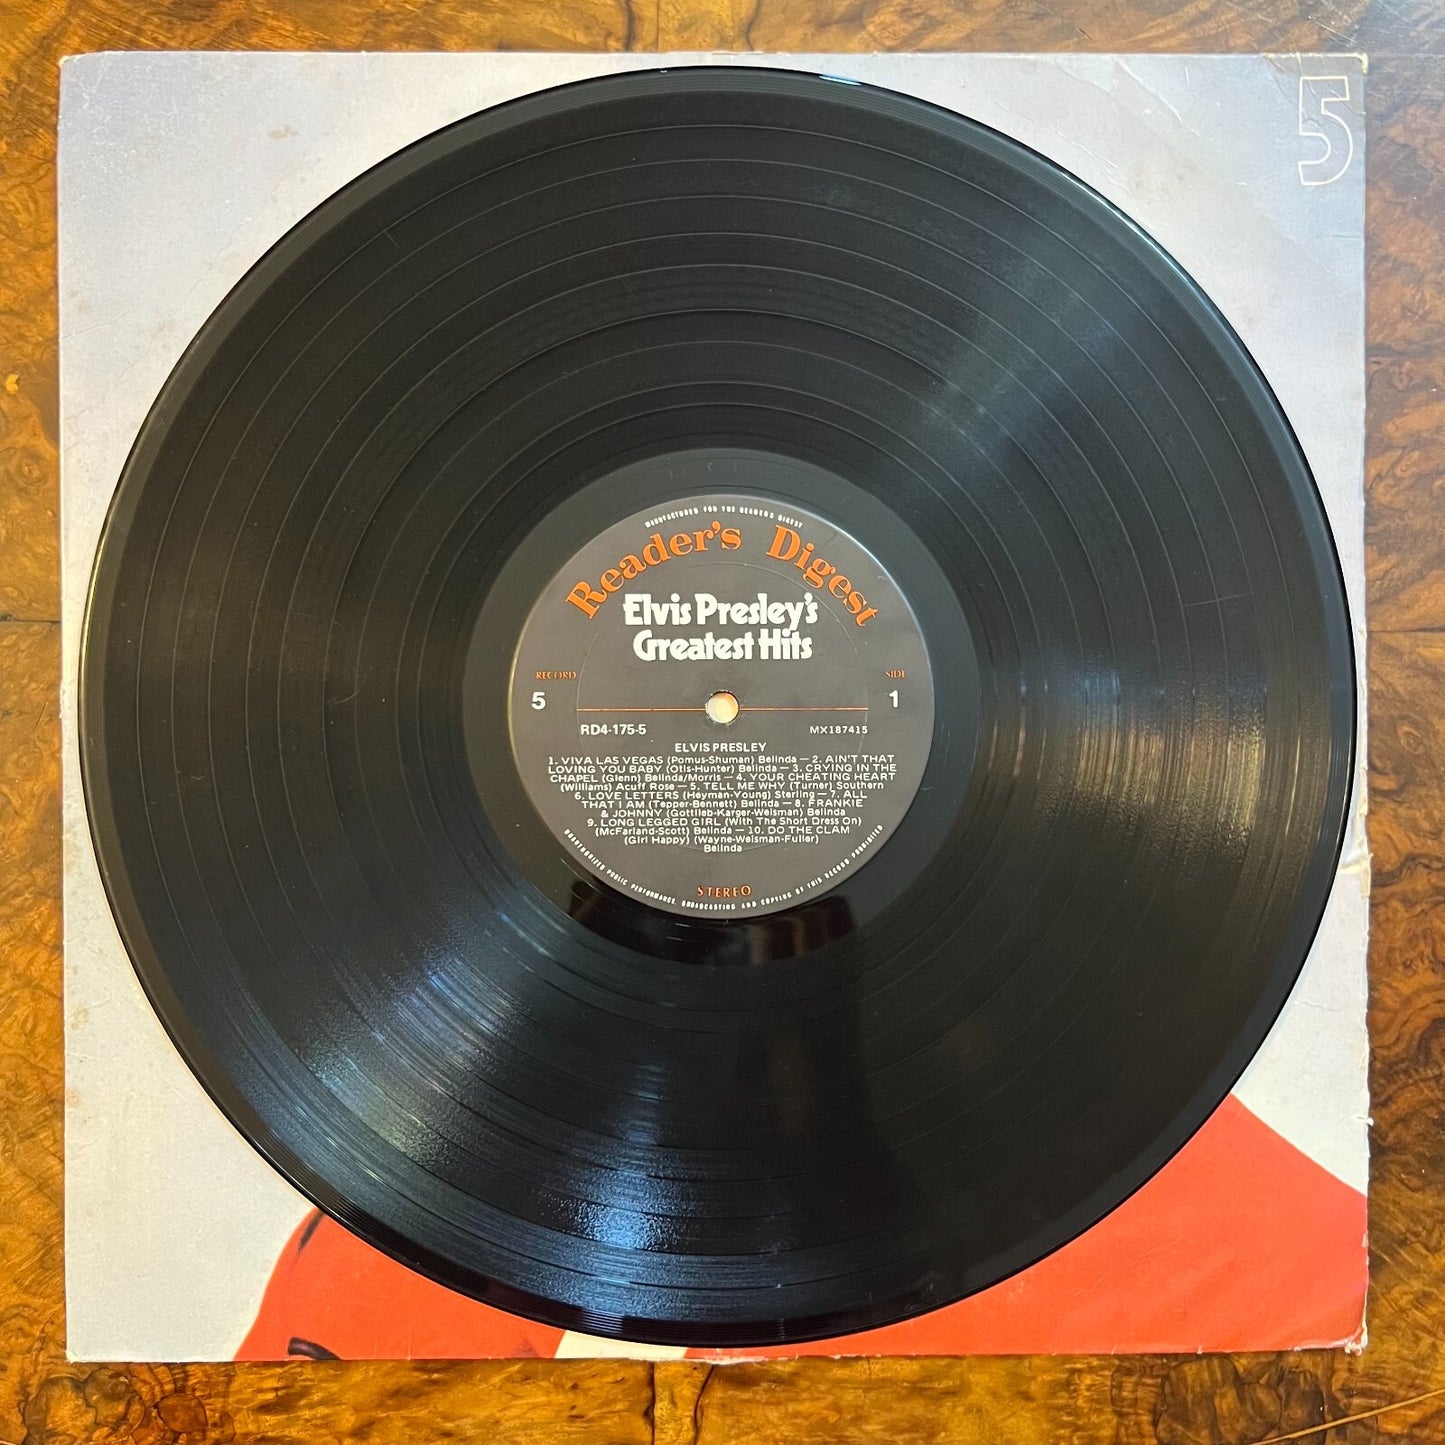 5
MANUFACTURED FOR THE READER'S DIGEST
Reader's Digest
Elvis Presley's
Greatest Hits
RECORD
5
SIDE
1
RD4-175-5
MX187415
ELVIS PRESLEY
1. VIVA LAS VEGAS (Pomus-Shuman) Belinda — 2. AIN'T THAT
LOVING YOU BABY (Otis-Hunter) Belinda — 3. CRYING IN THE
CHAPEL (Glenn) Belinda/Morris — 4. YOUR CHEATING HEART
(Williams) Acuff Rose — 5. TELL ME WHY (Turner) Southern
6. LOVE LETTERS (Heyman-Young) Sterling — 7. ALL
THAT I AM (Tepper-Bennett) Belinda — 8. FRANKIE
& JOHNNY (Gottlieb-Karger-Weisman) Belinda
9. LONG LEGGED GIRL (With The Short Dress On)
(McFarland-Scott) Belinda — 10. DO THE CLAM
(Girl Happy) (Wayne-Weisman-Fuller)
Belinda
STEREO
UNAUTHORIZED PUBLIC PERFORMANCE, BROADCASTING AND COPYING OF THIS RECORD PROHIBITED